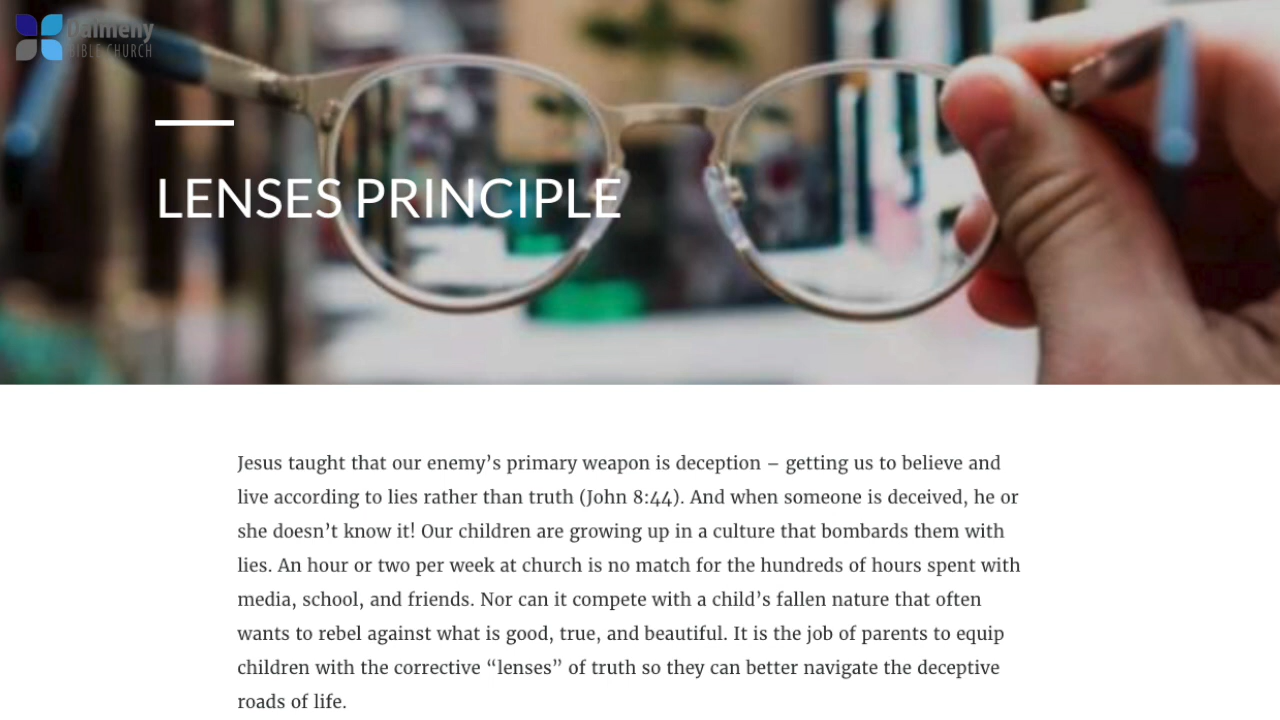 Dalmeny
BIBLE CHURCH
LENSES PRINCIPLE
Jesus taught that our enemy’s primary weapon is deception – getting us to believe and
live according to lies rather than truth (John 8:44). And when someone is deceived, he or
she doesn’t know it! Our children are growing up in a culture that bombards them with
lies. An hour or two per week at church is no match for the hundreds of hours spent with
media, school, and friends. Nor can it compete with a child’s fallen nature that often
wants to rebel against what is good, true, and beautiful. It is the job of parents to equip
children with the corrective “lenses” of truth so they can better navigate the deceptive
roads of life.